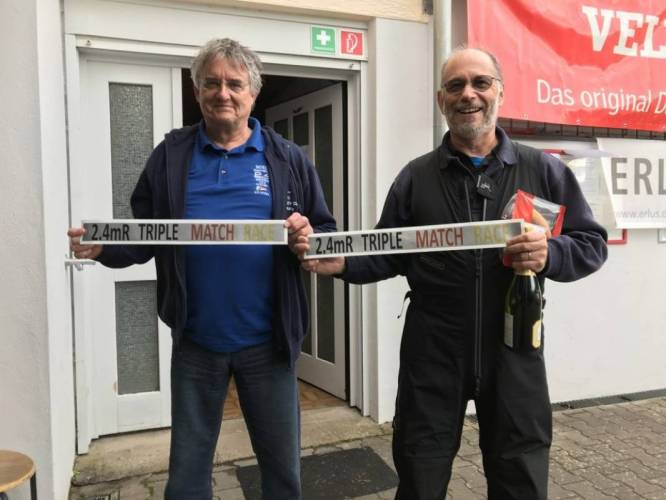 VEL
Das original D
ERL
www.erlus.d
2.4mR TRIPLE MATCH RACE
2.4mR TRIPLE MATCH RACE